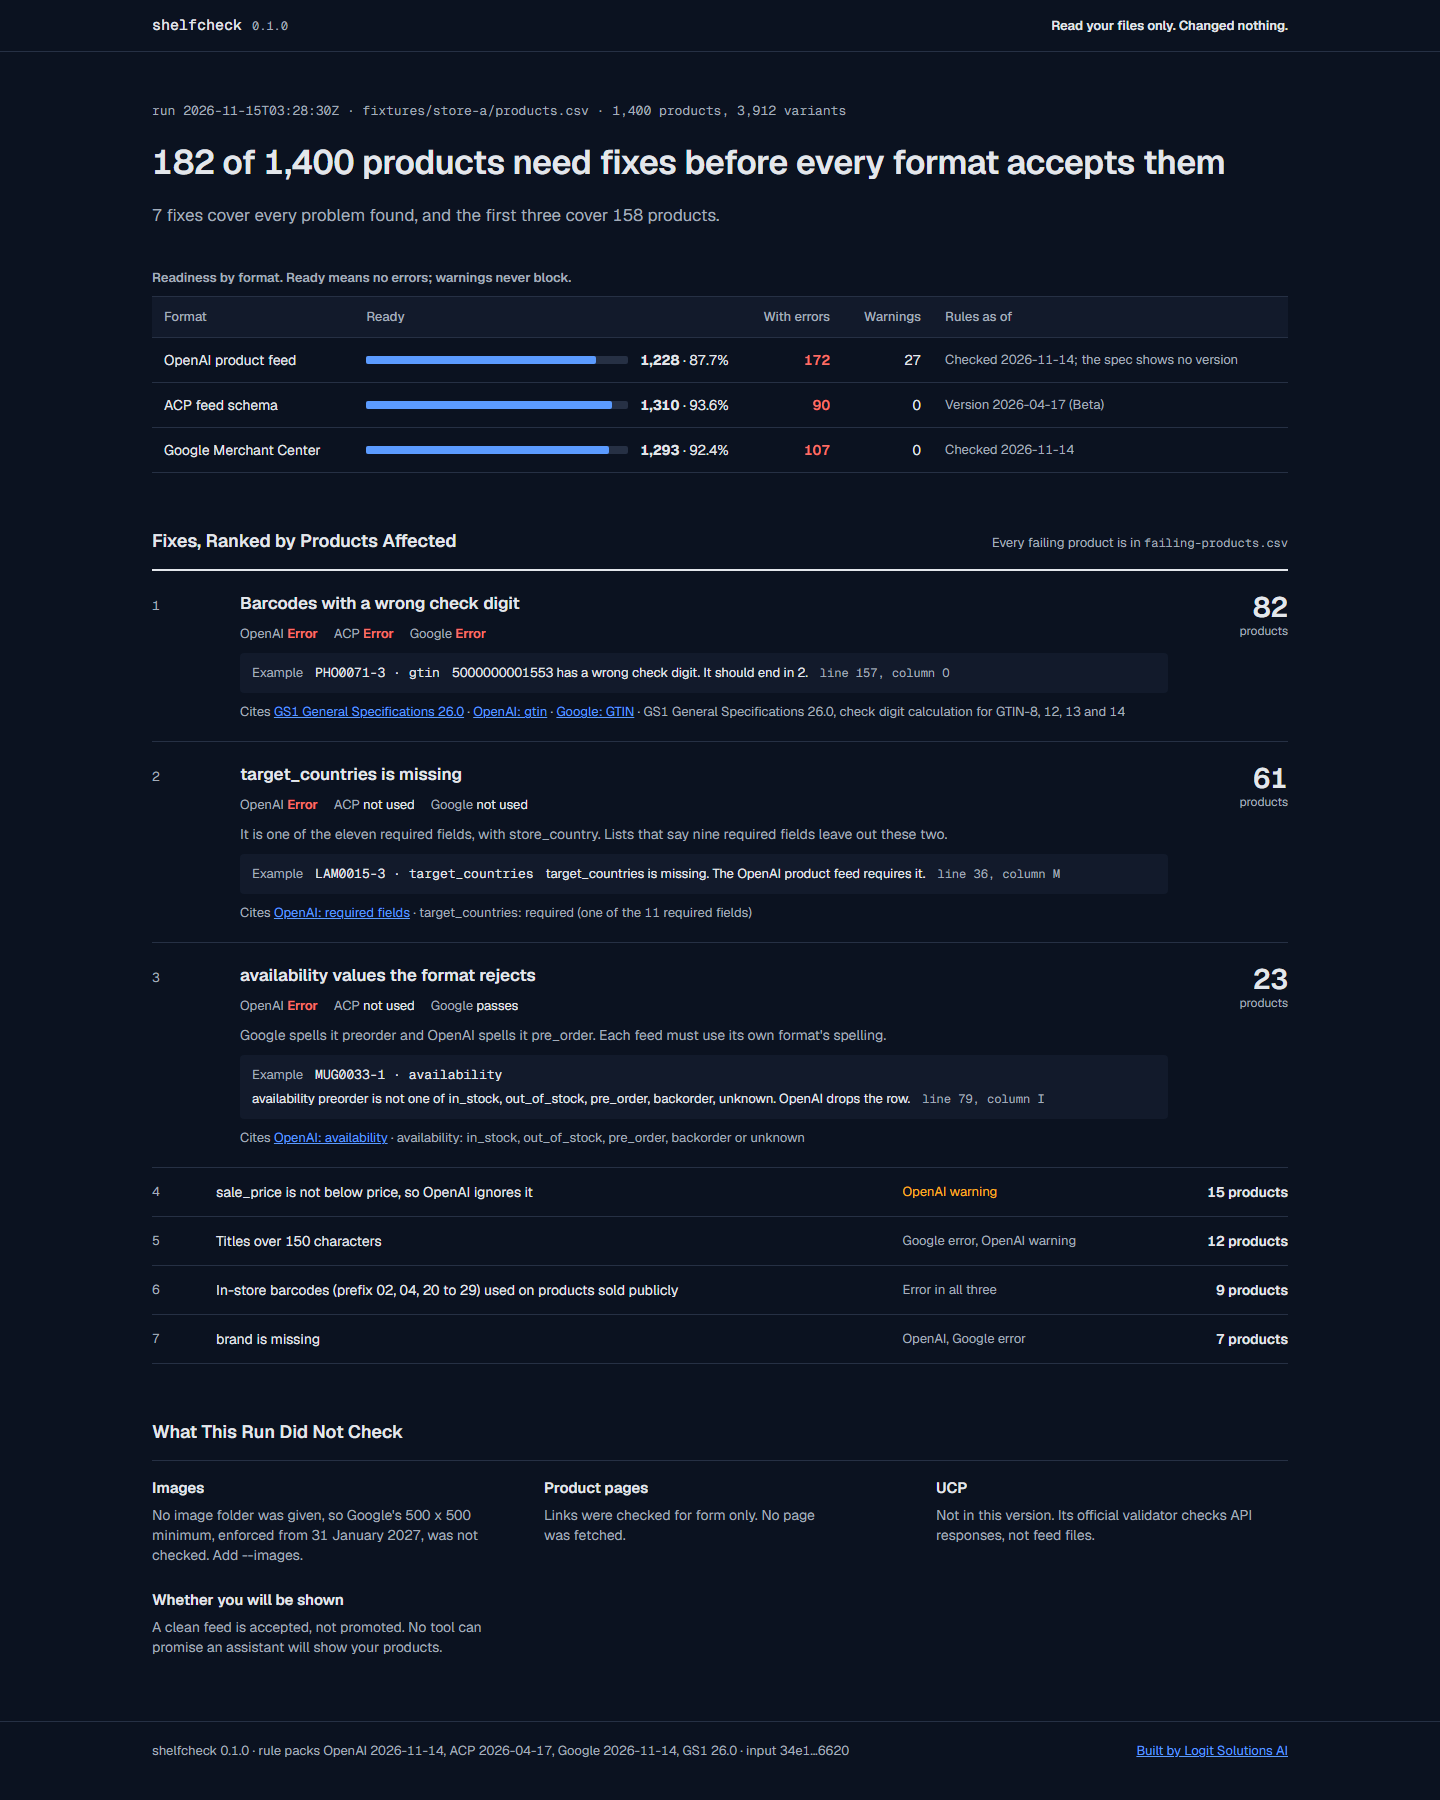 shelfcheck 0.1.0
Read your files only. Changed nothing.
run 2026-11-15T03:28:30Z · fixtures/store-a/products.csv · 1,400 products, 3,912 variants
182 of 1,400 products need fixes before every format accepts them
7 fixes cover every problem found, and the first three cover 158 products.
Readiness by format. Ready means no errors; warnings never block.
Format Ready With errors Warnings Rules as of
OpenAI product feed 1,228 · 87.7% 172 27 Checked 2026-11-14; the spec shows no version
ACP feed schema 1,310 · 93.6% 90 0 Version 2026-04-17 (Beta)
Google Merchant Center 1,293 · 92.4% 107 0 Checked 2026-11-14
Fixes, Ranked by Products Affected
Every failing product is in failing-products.csv
1 Barcodes with a wrong check digit 82
OpenAI Error ACP Error Google Error products
Example PHO0071-3 · gtin 5000000001553 has a wrong check digit. It should end in 2. line 157, column O
Cites GS1 General Specifications 26.0 · OpenAI: gtin · Google: GTIN · GS1 General Specifications 26.0, check digit calculation for GTIN-8, 12, 13 and 14
2 target_countries is missing 61
OpenAI Error ACP not used Google not used products
It is one of the eleven required fields, with store_country. Lists that say nine required fields leave out these two.
Example LAM0015-3 · target_countries target_countries is missing. The OpenAI product feed requires it. line 36, column M
Cites OpenAI: required fields · target_countries: required (one of the 11 required fields)
3 availability values the format rejects 23
OpenAI Error ACP not used Google passes products
Google spells it preorder and OpenAI spells it pre_order. Each feed must use its own format's spelling.
Example MUG0033-1 · availability
availability preorder is not one of in_stock, out_of_stock, pre_order, backorder, unknown. OpenAI drops the row. line 79, column I
Cites OpenAI: availability · availability: in_stock, out_of_stock, pre_order, backorder or unknown
4 sale_price is not below price, so OpenAI ignores it OpenAI warning 15 products
5 Titles over 150 characters Google error, OpenAI warning 12 products
6 In-store barcodes (prefix 02, 04, 20 to 29) used on products sold publicly Error in all three 9 products
7 brand is missing OpenAI, Google error 7 products
What This Run Did Not Check
Images
No image folder was given, so Google's 500 x 500
minimum, enforced from 31 January 2027, was not
checked. Add --images.
Product pages
Links were checked for form only. No page
was fetched.
UCP
Not in this version. Its official validator checks API
responses, not feed files.
Whether you will be shown
A clean feed is accepted, not promoted. No tool can
promise an assistant will show your products.
shelfcheck 0.1.0 · rule packs OpenAI 2026-11-14, ACP 2026-04-17, Google 2026-11-14, GS1 26.0 · input 34e1…6620
Built by Logit Solutions AI